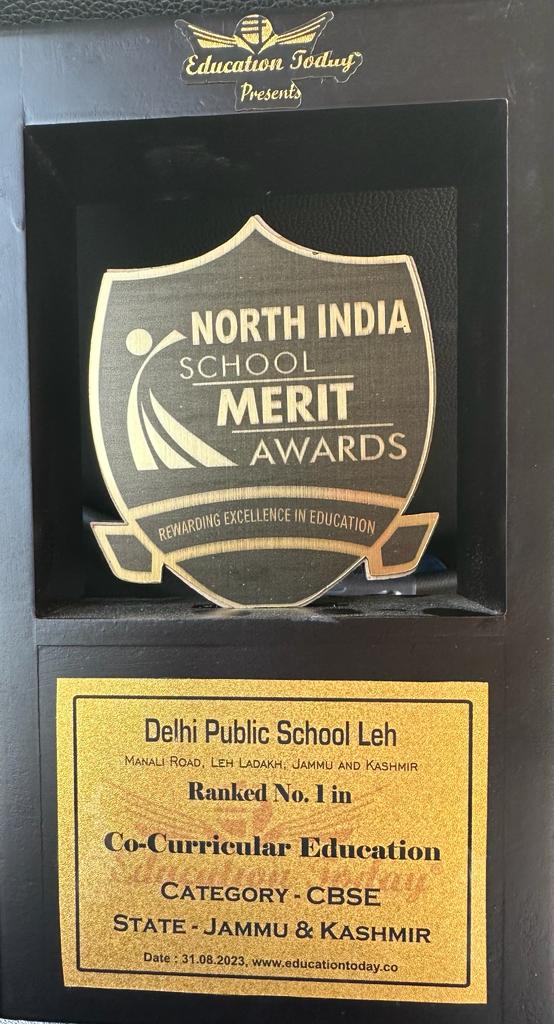 Education Today
Presents
NORTH INDIA
SCHOOL
MERIT
AWARDS
REWARDING EXCELLENCE IN EDUCATION
Delhi Public School Leh
MANALI ROAD, LEH LADAKH, JAMMU AND KASHMIR
Ranked No. 1 in
Co-Curricular Education
Education Today
CATEGORY - CBSE
STATE - JAMMU & KASHMIR
Date : 31.08.2023, www.educationtoday.co